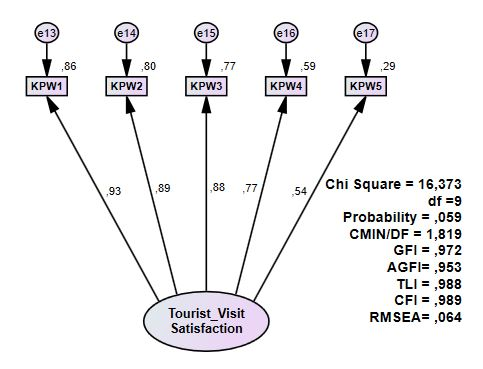 e13 e14 e15 e16 e17
,86 ,80 ,77 ,59 ,29
KPW1 KPW2 KPW3 KPW4 KPW5
,93 ,89 ,88 ,77 ,54
Chi Square = 16,373
df =9
Probability = ,059
CMIN/DF = 1,819
GFI= ,972
AGFI= ,953
TLI = ,988
CFI = ,989
RMSEA= ,064
Tourist_Visit
Satisfaction